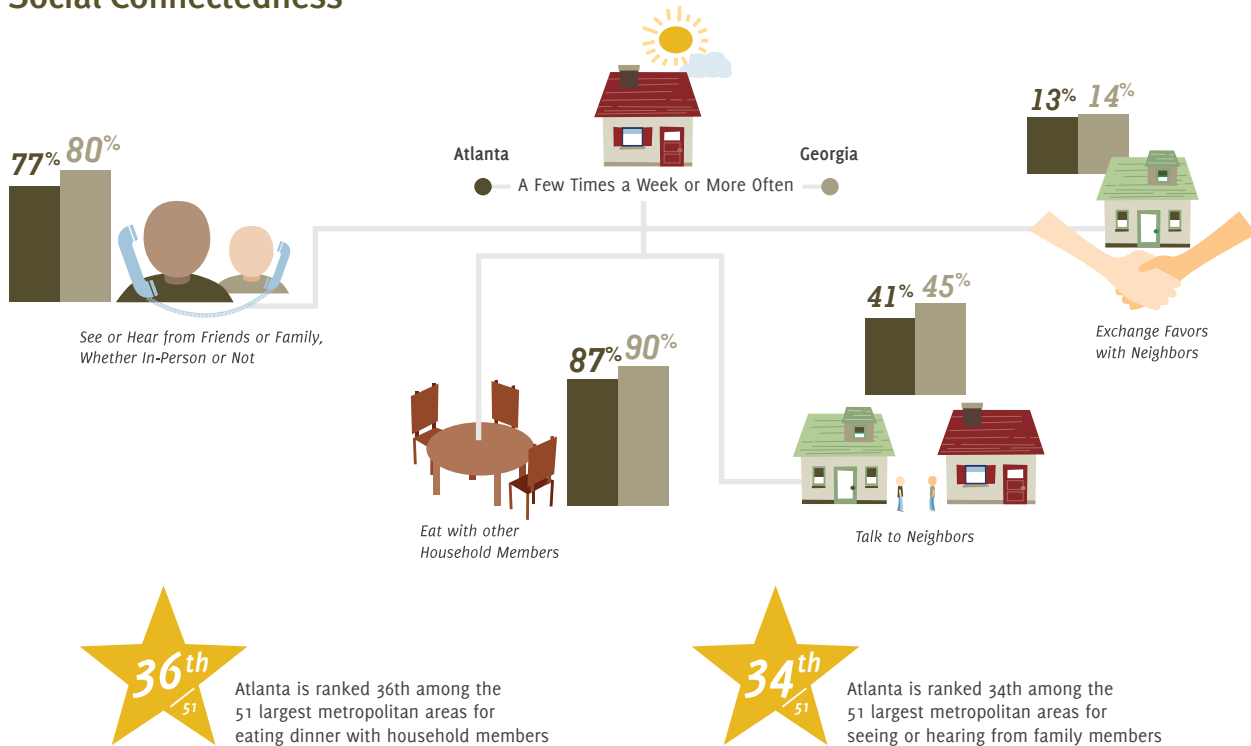 Social Connectedness
13% 14%
77% 80%
Atlanta
Georgia
A Few Times a Week or More Often
41% 45%
See or Hear from Friends or Family,
Whether In-Person or Not
Exchange Favors
with Neighbors
87% 90%
Eat with other
Household Members
Talk to Neighbors
36th
51
Atlanta is ranked 36th among the
51 largest metropolitan areas for
eating dinner with household members
34th
51
Atlanta is ranked 34th among the
51 largest metropolitan areas for
seeing or hearing from family members